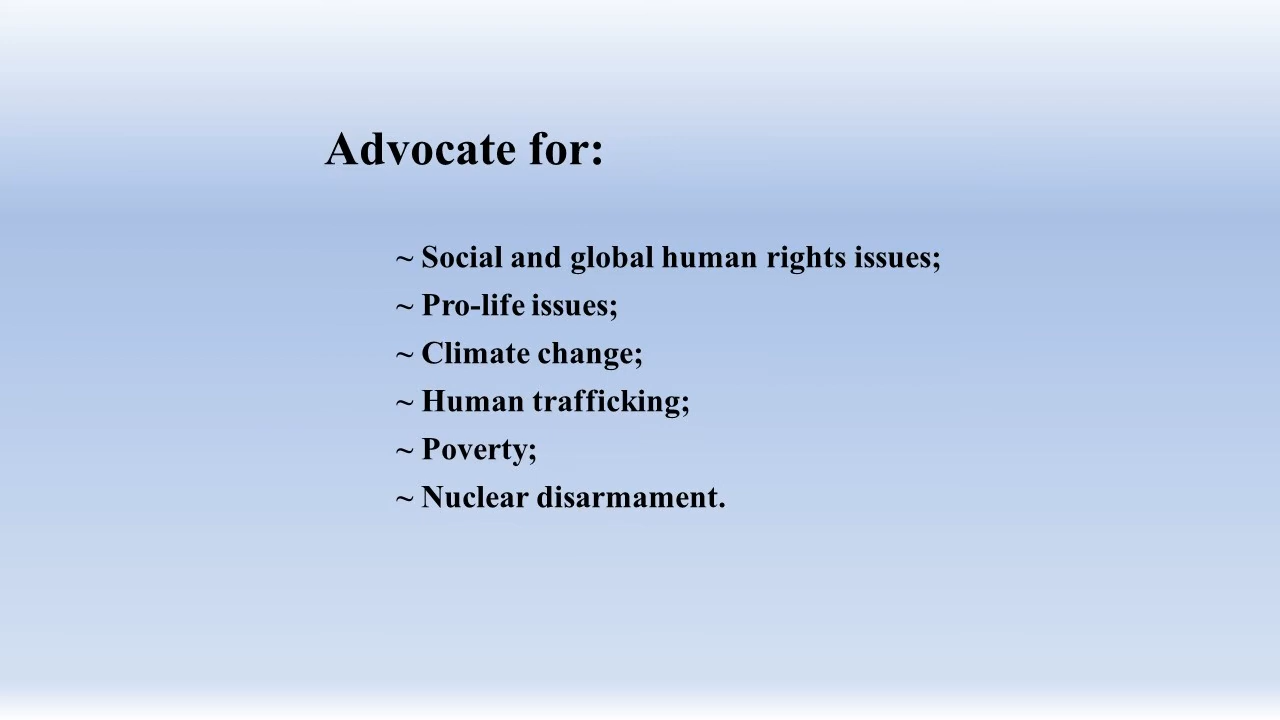 Advocate for:
~ Social and global human rights issues;
~ Pro-life issues;
~ Climate change;
~ Human trafficking;
~ Poverty;
~ Nuclear disarmament.